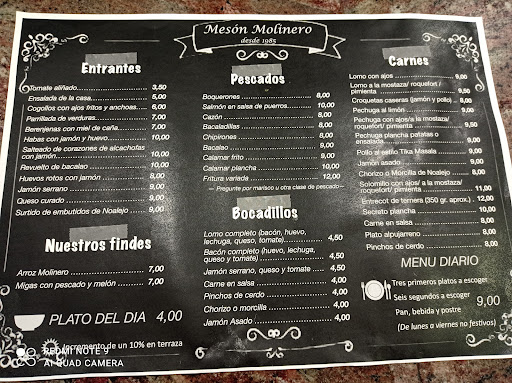 Mesón Molinero
desde 1985
Entrantes
Tomate aliñado 3,50
Ensalada de la casa 5,00
Cogollos con ajos fritos y anchoas 6,00
Parrillada de verduras 7,00
Berenjenas con miel de caña 7,00
Habas con jamón y huevo 10,00
Salteado de corazones de alcachofas
con jamón 10,00
Revuelto de bacalao 10,00
Huevos rotos con jamón 8,00
Jamón serrano 9,00
Queso curado 9,00
Surtido de embutidos de Noalejo 9,00
Nuestros findes
Arroz Molinero 7,00
Migas con pescado y melón 7,00
PLATO DEL DIA 4,00
Incremento de un 10% en terraza
Pescados
Boquerones 8,00
Salmón en salsa de puerros 10,00
Cazón 8,00
Bacaladillas 8,00
Chipirones 8,00
Bacalao 9,00
Calamar frito 9,00
Calamar plancha 10,00
Fritura variada 12,00
— Pregunte por marisco u otra clase de pescado—
Bocadillos
Lomo completo (bacón, huevo,
lechuga, queso, tomate) 4,50
Bacón completo (huevo, lechuga,
queso y tomate) 4,50
Jamón serrano, queso y tomate 4,50
Carne en salsa 4,00
Pinchos de cerdo 4,00
Chorizo o morcilla 4,00
Jamón Asado 4,50
Carnes
Lomo con ajos 9,00
Lomo a la mostaza/ roquefort /
pimienta 9,50
Croquetas caseras (jamón y pollo) 9,00
Pechuga al limón 9,00
Pechuga con ajos/a la mostaza/
roquefort/ pimienta 9,50
Pechuga plancha patatas o
ensalada
Pollo al estilo Tika Masala 9,00
Jamón asado 9,00
Chorizo o Morcilla de Noalejo 8,00
Solomillo con ajos/ a la mostaza/
roquefort/ pimienta 11,00
Entrecot de ternera (350 gr. aprox.) 12,00
Secreto plancha 10,00
Carne en salsa 8,00
Plato alpujarreno 8,00
Pinchos de cerdo 8,00
MENU DIARIO
Tres primeros platos a escoger
Seis segundos a escoger
Pan, bebida y postre 9,00
(De lunes a viernes no festivos)
REDMI NOTE 9
AI QUAD CAMERA